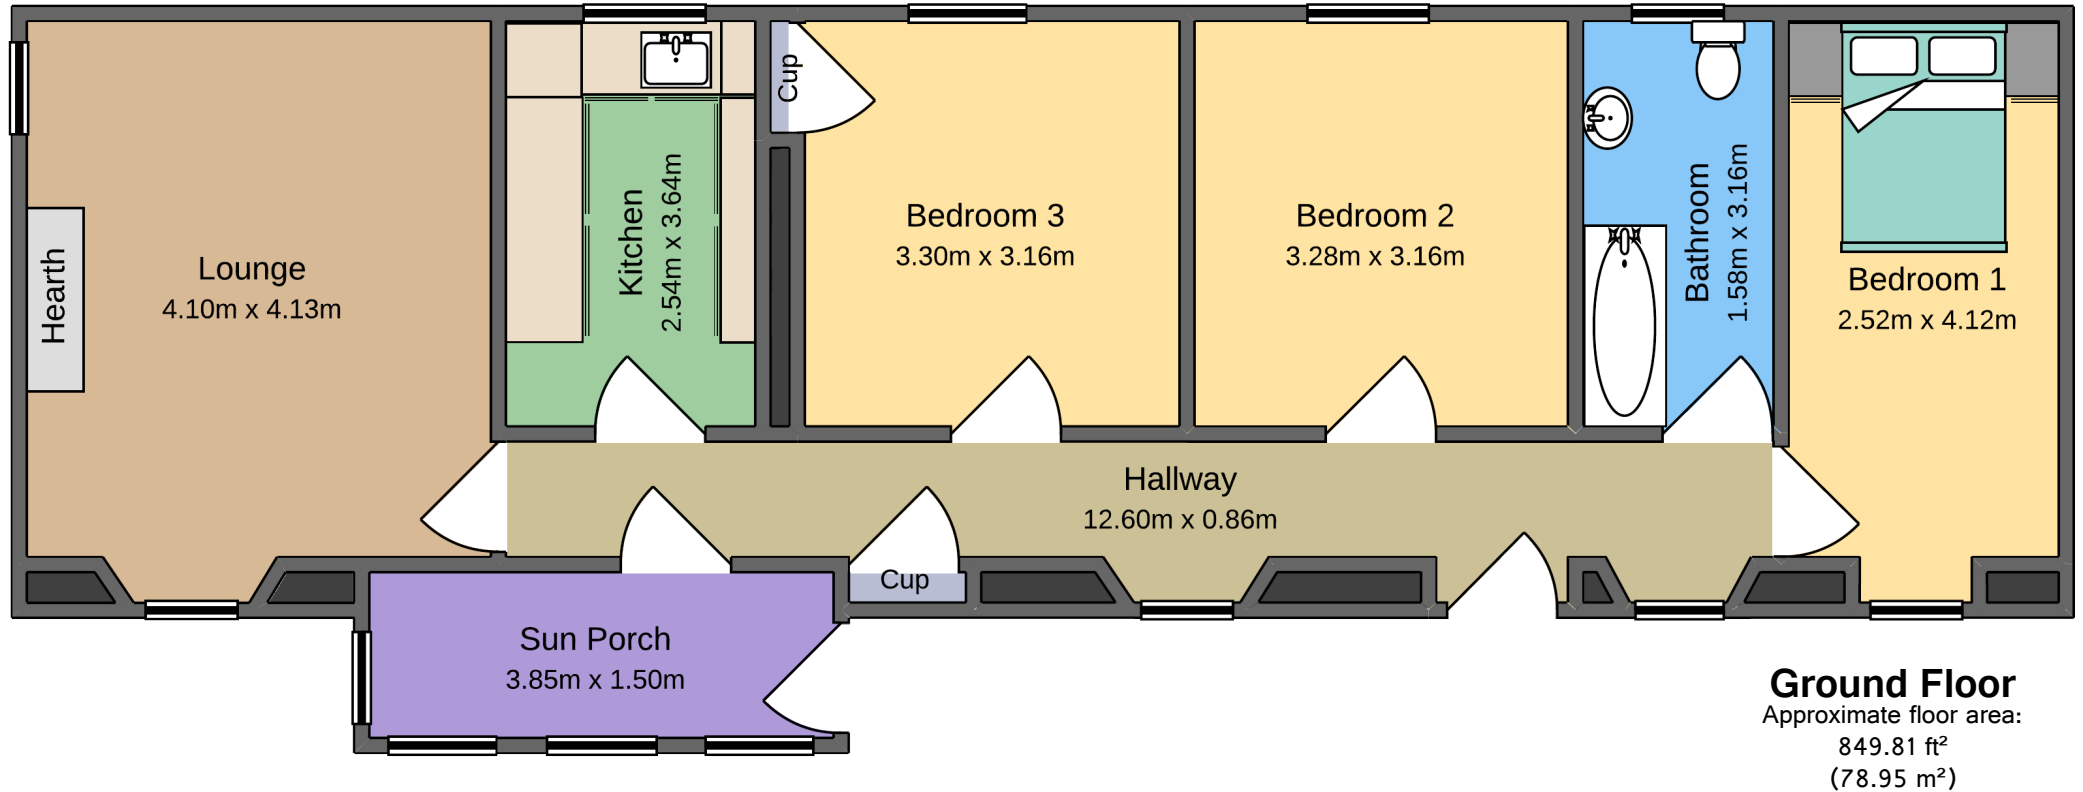 Cup
Kitchen
2.54m x 3.64m
Bedroom 3
3.30m x 3.16m
Bedroom 2
3.28m x 3.16m
Bathroom
1.58m x 3.16m
Hearth
Lounge
4.10m x 4.13m
Bedroom 1
2.52m x 4.12m
Hallway
12.60m x 0.86m
Cup
Sun Porch
3.85m x 1.50m
Ground Floor
Approximate floor area:
849.81 ft²
(78.95 m²)